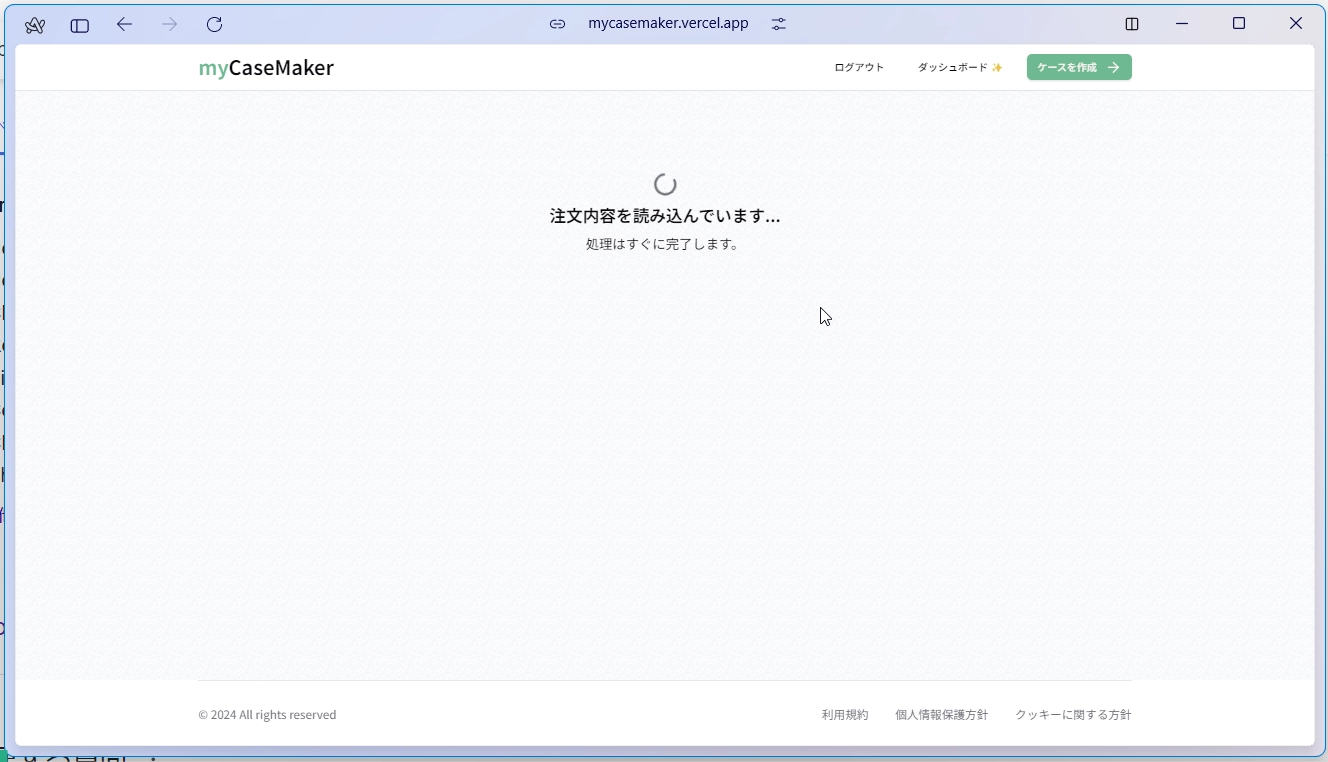 mycasemaker.vercel.app
myCaseMaker
ログアウト
ダッシュボード ✨
ケースを作成 →
注文内容を読み込んでいます...
処理はすぐに完了します。
© 2024 All rights reserved
利用規約
個人情報保護方針
クッキーに関する方針